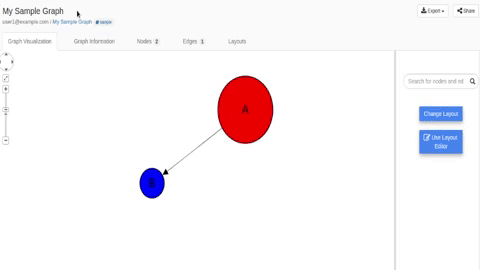 My Sample Graph
Export
Share
user1@example.com / My Sample Graph
Graph Visualization
Graph Information
Nodes 2
Edges 1
Layouts
Search for nodes and ed
A
Change Layout
Use Layout
Editor